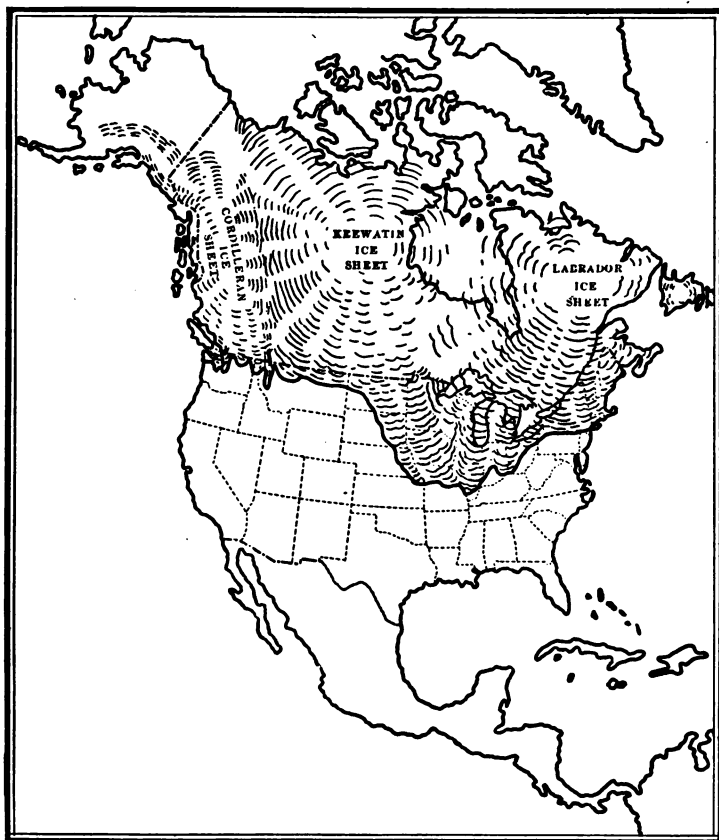 CORDILLERAN
ICE
SHEET
KEEWATIN
ICE
SHEET
LABRADOR
ICE
SHEET